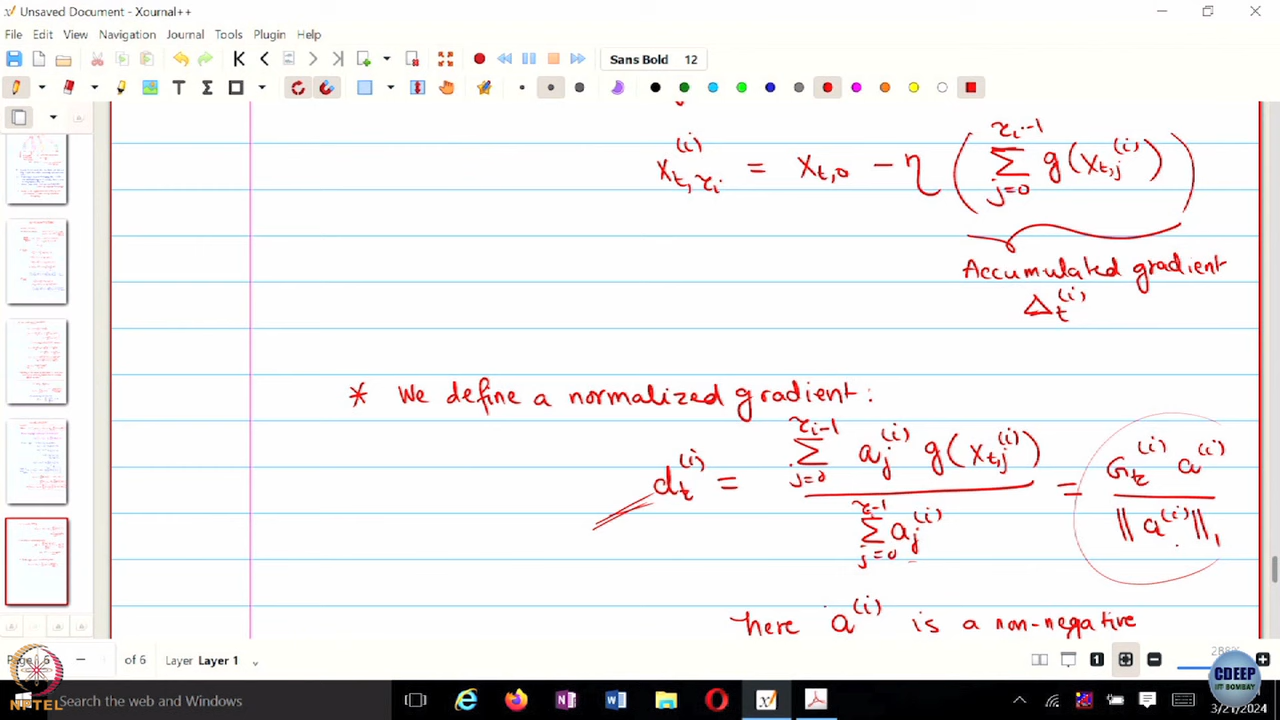 Unsaved Document - Xournal++
File Edit View Navigation Journal Tools Plugin Help
Sans Bold 12
x_{t,τ_i}^{(i)} = x_{t,0} - η ( Σ_{j=0}^{τ_i-1} g(x_{t,j}^{(i)}) )
Accumulated gradient
Δ_t^{(i)}
* We define a normalized gradient:
d_t^{(i)} = Σ_{j=0}^{τ_i-1} a_j^{(i)} g(x_{t,j}^{(i)}) / Σ_{j=0}^{τ_i-1} a_j^{(i)} = G_t^{(i)} a^{(i)} / ‖a^{(i)}‖_1
here a^{(i)} is a non-negative
Page 6 of 6 Layer Layer 1
288%
Search the web and Windows
NPTEL
CDEEP
IIT BOMBAY
3/21/2024